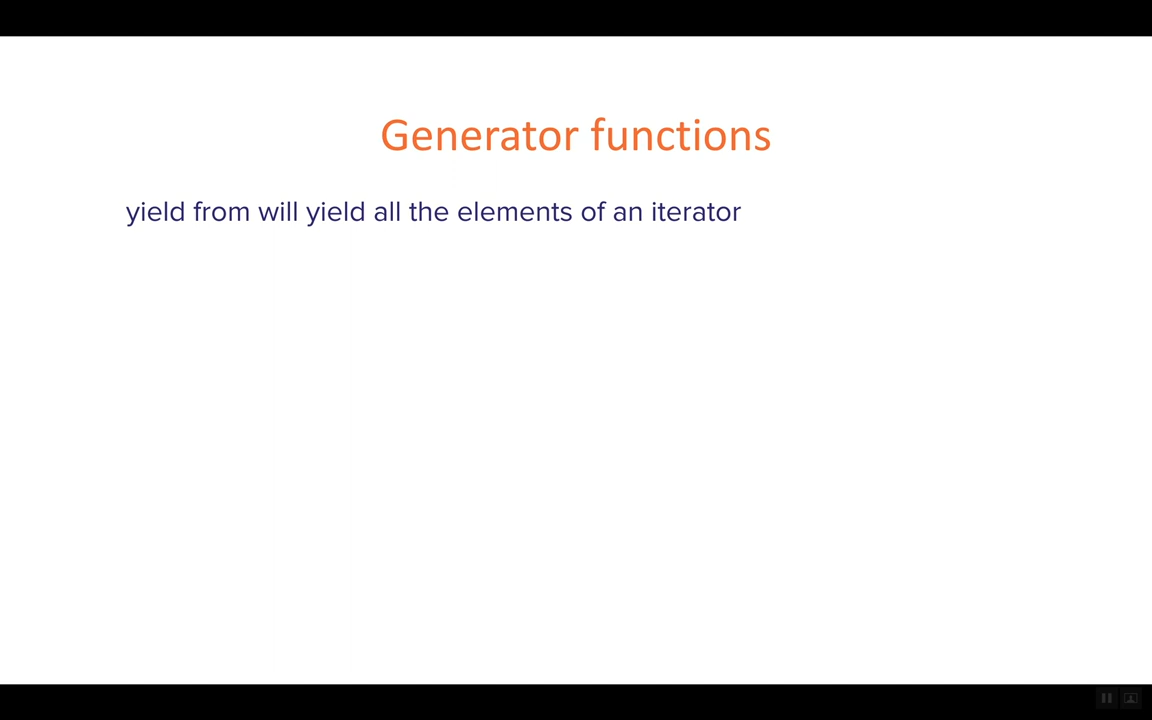 Generator functions
yield from will yield all the elements of an iterator